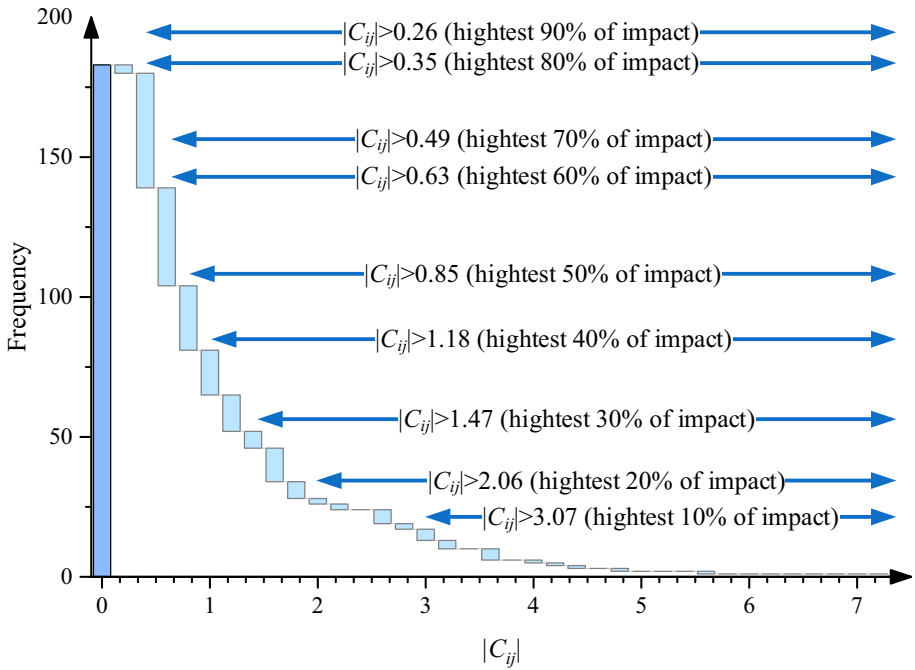 200
|Cij|>0.26 (hightest 90% of impact)
|Cij|>0.35 (hightest 80% of impact)
150
|Cij|>0.49 (hightest 70% of impact)
|Cij|>0.63 (hightest 60% of impact)
100
|Cij|>0.85 (hightest 50% of impact)
|Cij|>1.18 (hightest 40% of impact)
Frequency
50
|Cij|>1.47 (hightest 30% of impact)
|Cij|>2.06 (hightest 20% of impact)
|Cij|>3.07 (hightest 10% of impact)
0
0 1 2 3 4 5 6 7
|Cij|